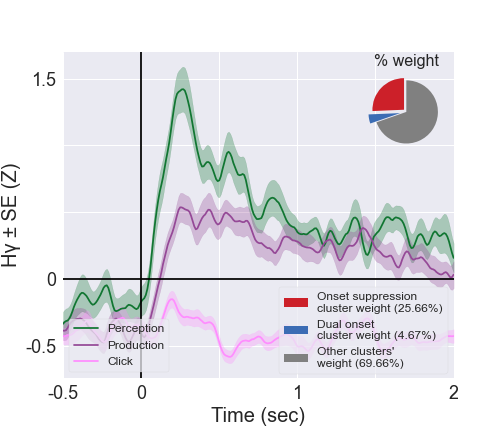 % weight
1.5
0
-0.5
Hγ ± SE (Z)
Perception
Production
Click
Onset suppression
cluster weight (25.66%)
Dual onset
cluster weight (4.67%)
Other clusters'
weight (69.66%)
-0.5
0
1
2
Time (sec)